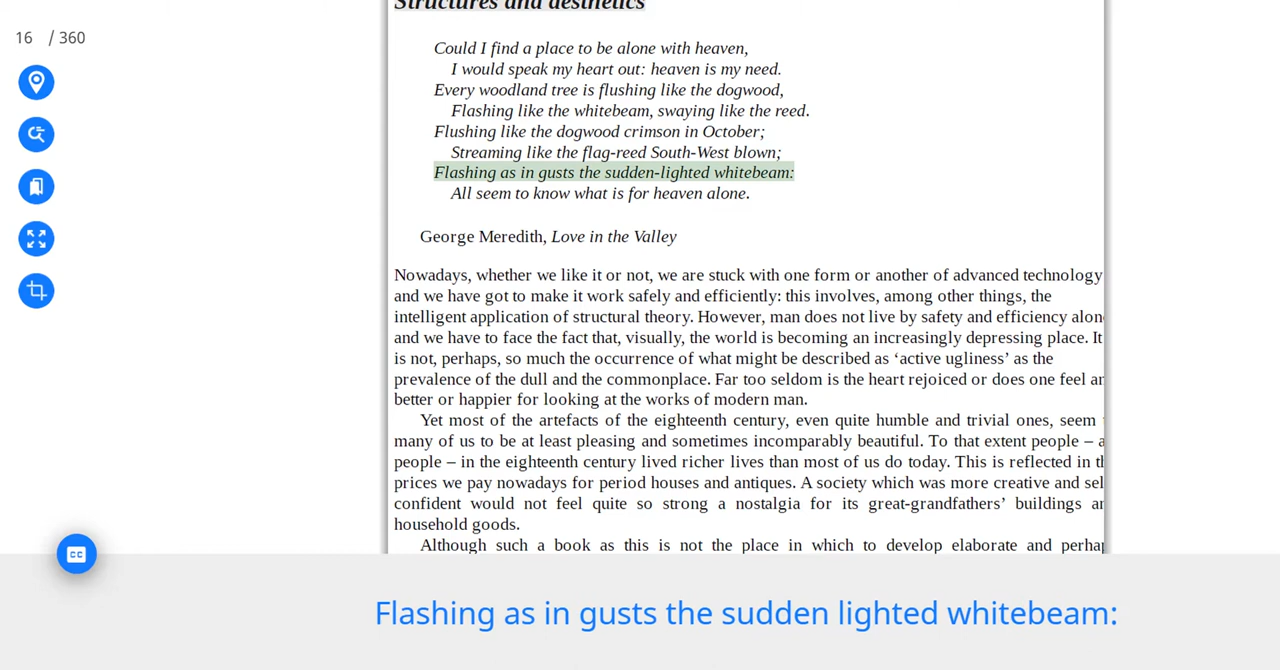 Structures and aesthetics
16 / 360
Could I find a place to be alone with heaven,
I would speak my heart out: heaven is my need.
Every woodland tree is flushing like the dogwood,
Flashing like the whitebeam, swaying like the reed.
Flushing like the dogwood crimson in October;
Streaming like the flag-reed South-West blown;
Flashing as in gusts the sudden-lighted whitebeam:
All seem to know what is for heaven alone.
George Meredith, Love in the Valley
Nowadays, whether we like it or not, we are stuck with one form or another of advanced technology
and we have got to make it work safely and efficiently: this involves, among other things, the
intelligent application of structural theory. However, man does not live by safety and efficiency alon
and we have to face the fact that, visually, the world is becoming an increasingly depressing place. It
is not, perhaps, so much the occurrence of what might be described as ‘active ugliness’ as the
prevalence of the dull and the commonplace. Far too seldom is the heart rejoiced or does one feel an
better or happier for looking at the works of modern man.
Yet most of the artefacts of the eighteenth century, even quite humble and trivial ones, seem
many of us to be at least pleasing and sometimes incomparably beautiful. To that extent people – a
people – in the eighteenth century lived richer lives than most of us do today. This is reflected in th
prices we pay nowadays for period houses and antiques. A society which was more creative and sel
confident would not feel quite so strong a nostalgia for its great-grandfathers’ buildings an
household goods.
Although such a book as this is not the place in which to develop elaborate and perhap
CC
Flashing as in gusts the sudden lighted whitebeam: